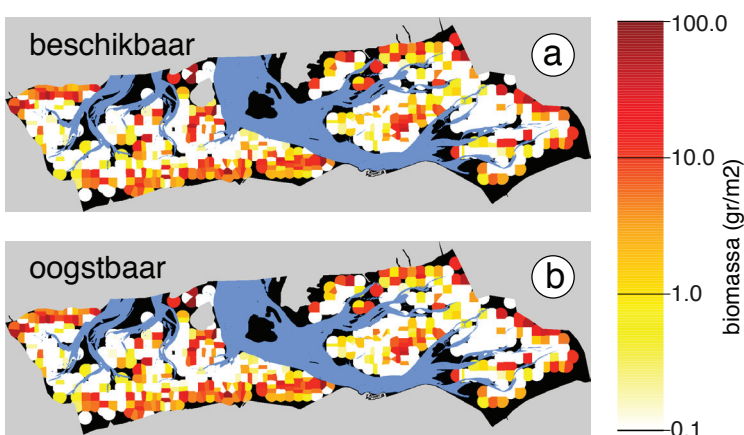 beschikbaar
a
oogstbaar
b
100.0
10.0
1.0
0.1
biomassa (gr/m2)